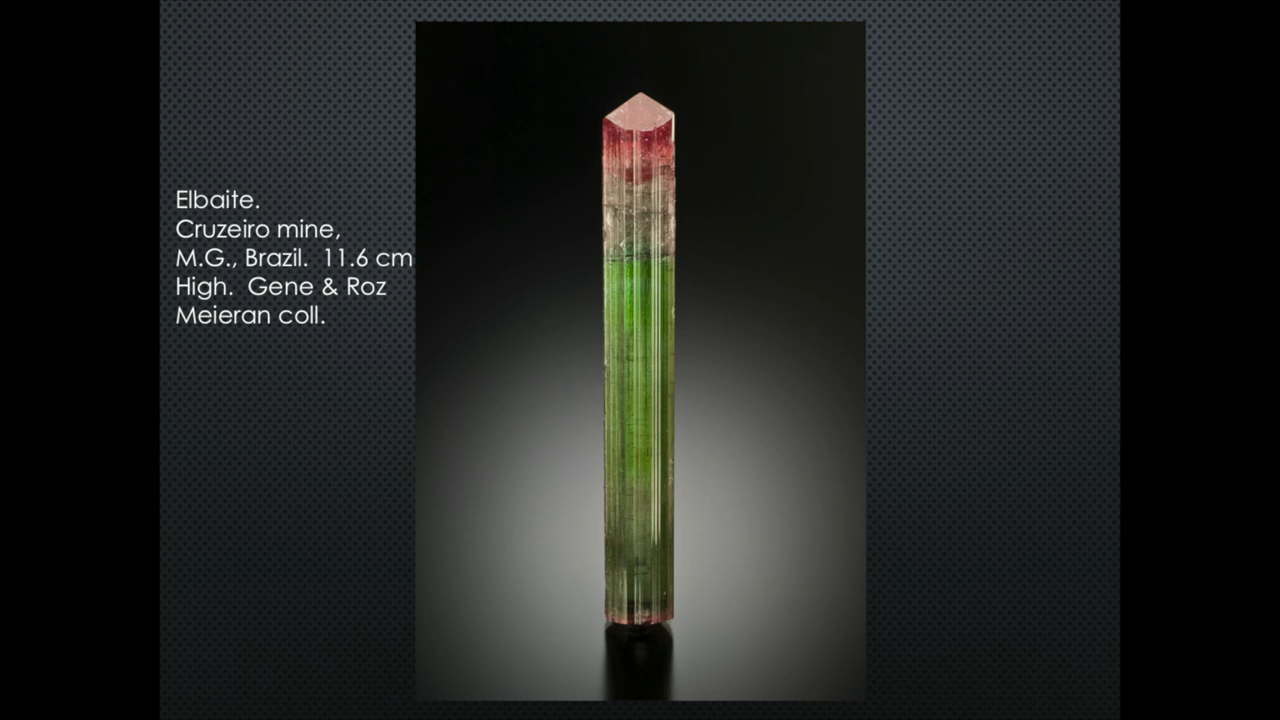 Elbaite.
Cruzeiro mine,
M.G., Brazil.  11.6 cm
High.  Gene & Roz
Meieran coll.